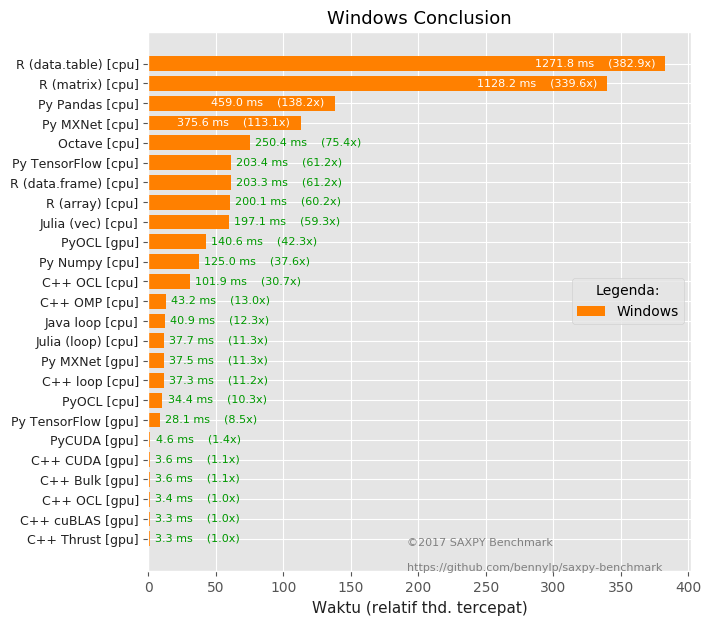 Windows Conclusion
R (data.table) [cpu] 1271.8 ms (382.9x)
R (matrix) [cpu] 1128.2 ms (339.6x)
Py Pandas [cpu] 459.0 ms (138.2x)
Py MXNet [cpu] 375.6 ms (113.1x)
Octave [cpu] 250.4 ms (75.4x)
Py TensorFlow [cpu] 203.4 ms (61.2x)
R (data.frame) [cpu] 203.3 ms (61.2x)
R (array) [cpu] 200.1 ms (60.2x)
Julia (vec) [cpu] 197.1 ms (59.3x)
PyOCL [gpu] 140.6 ms (42.3x)
Py Numpy [cpu] 125.0 ms (37.6x)
C++ OCL [cpu] 101.9 ms (30.7x)
Legenda:
Windows
C++ OMP [cpu] 43.2 ms (13.0x)
Java loop [cpu] 40.9 ms (12.3x)
Julia (loop) [cpu] 37.7 ms (11.3x)
Py MXNet [gpu] 37.5 ms (11.3x)
C++ loop [cpu] 37.3 ms (11.2x)
PyOCL [cpu] 34.4 ms (10.3x)
Py TensorFlow [gpu] 28.1 ms (8.5x)
PyCUDA [gpu] 4.6 ms (1.4x)
C++ CUDA [gpu] 3.6 ms (1.1x)
C++ Bulk [gpu] 3.6 ms (1.1x)
C++ OCL [gpu] 3.4 ms (1.0x)
C++ cuBLAS [gpu] 3.3 ms (1.0x)
C++ Thrust [gpu] 3.3 ms (1.0x)
©2017 SAXPY Benchmark
https://github.com/bennylp/saxpy-benchmark
0 50 100 150 200 250 300 350 400
Waktu (relatif thd. tercepat)